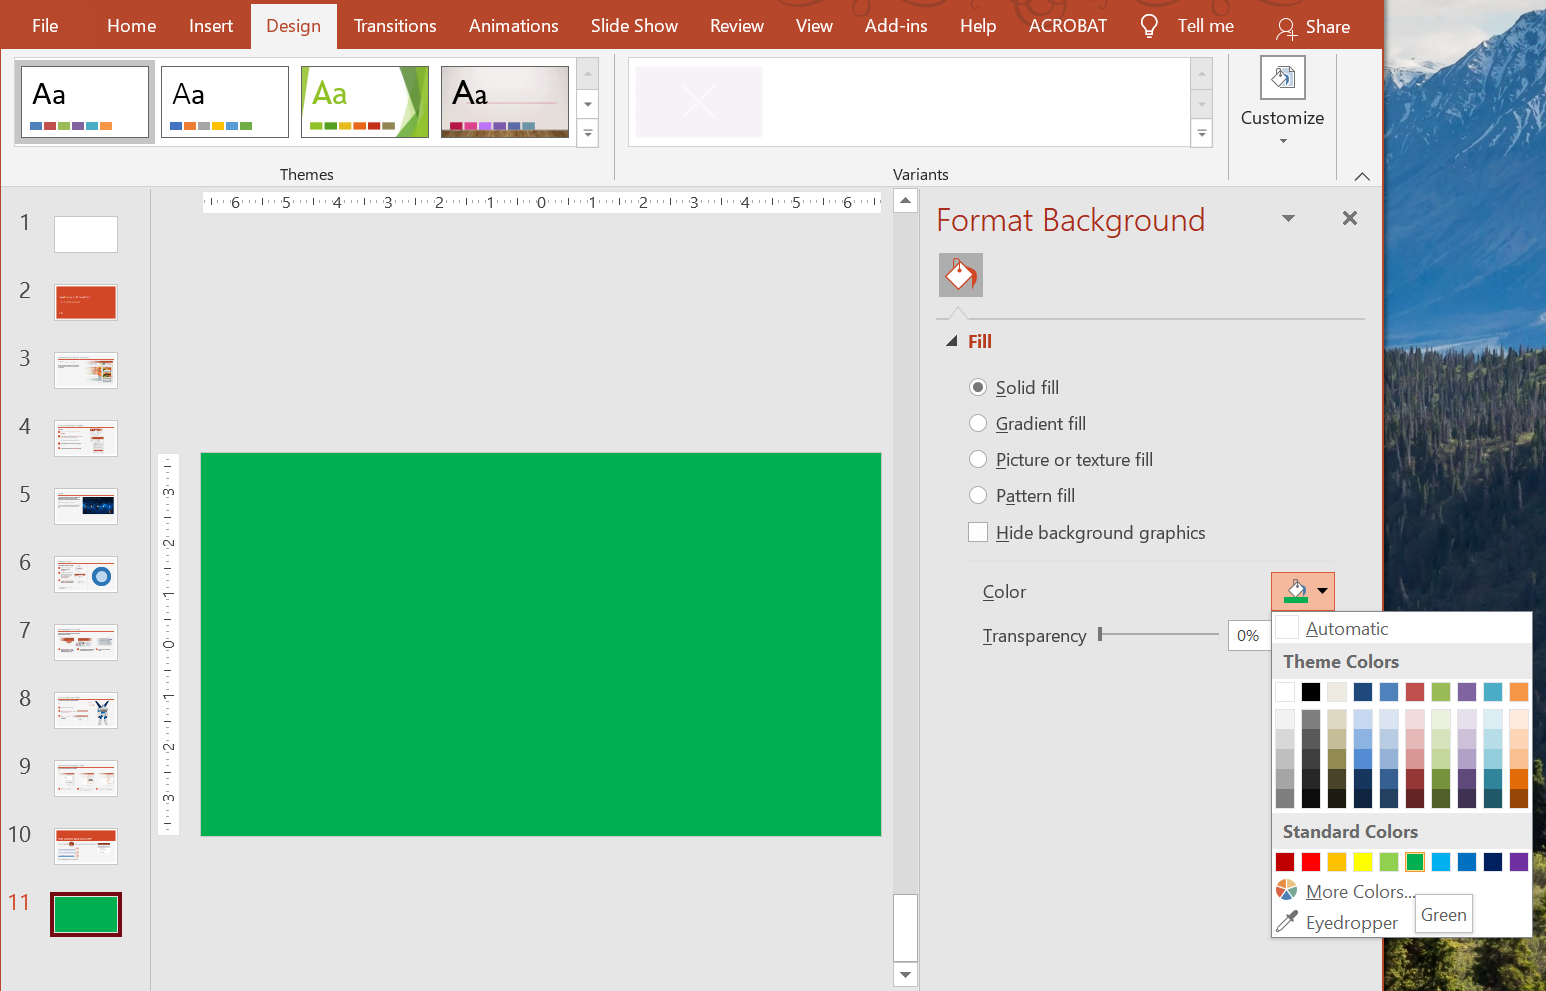 File Home Insert Design Transitions Animations Slide Show Review View Add-ins Help ACROBAT Tell me Share
Aa Aa Aa Aa
Customize
Themes Variants
6 5 4 3 2 1 0 1 2 3 4 5 6
Format Background
1
2
3
4
5
6
7
8
9
10
11
3
2
1
0
1
2
3
Fill
Solid fill
Gradient fill
Picture or texture fill
Pattern fill
Hide background graphics
Color
Transparency 0%
Automatic
Theme Colors
Standard Colors
More Colors...
Green
Eyedropper